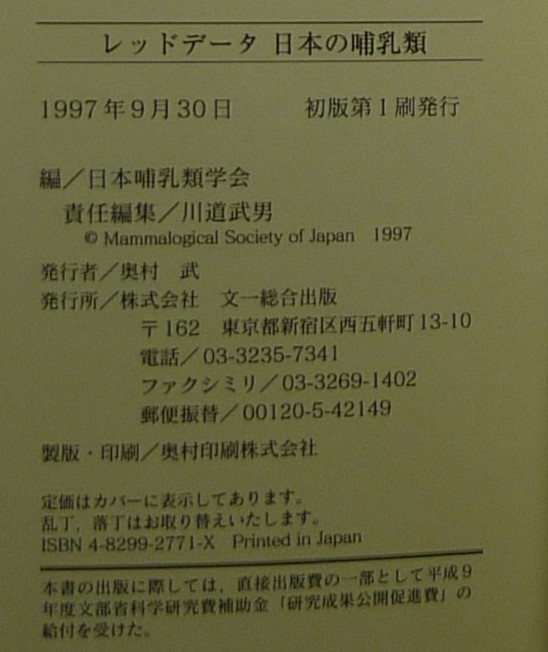 レッドデータ 日本の哺乳類
1997年9月30日　初版第1刷発行
編／日本哺乳類学会
責任編集／川道武男
© Mammalogical Society of Japan 1997
発行者／奥村　武
発行所／株式会社　文一総合出版
〒162　東京都新宿区西五軒町13-10
電話／03-3235-7341
ファクシミリ／03-3269-1402
郵便振替／00120-5-42149
製版・印刷／奥村印刷株式会社
定価はカバーに表示してあります。
乱丁，落丁はお取り替えいたします。
ISBN 4-8299-2771-X　Printed in Japan
本書の出版に際しては，直接出版費の一部として平成9
年度文部省科学研究費補助金「研究成果公開促進費」の
給付を受けた。